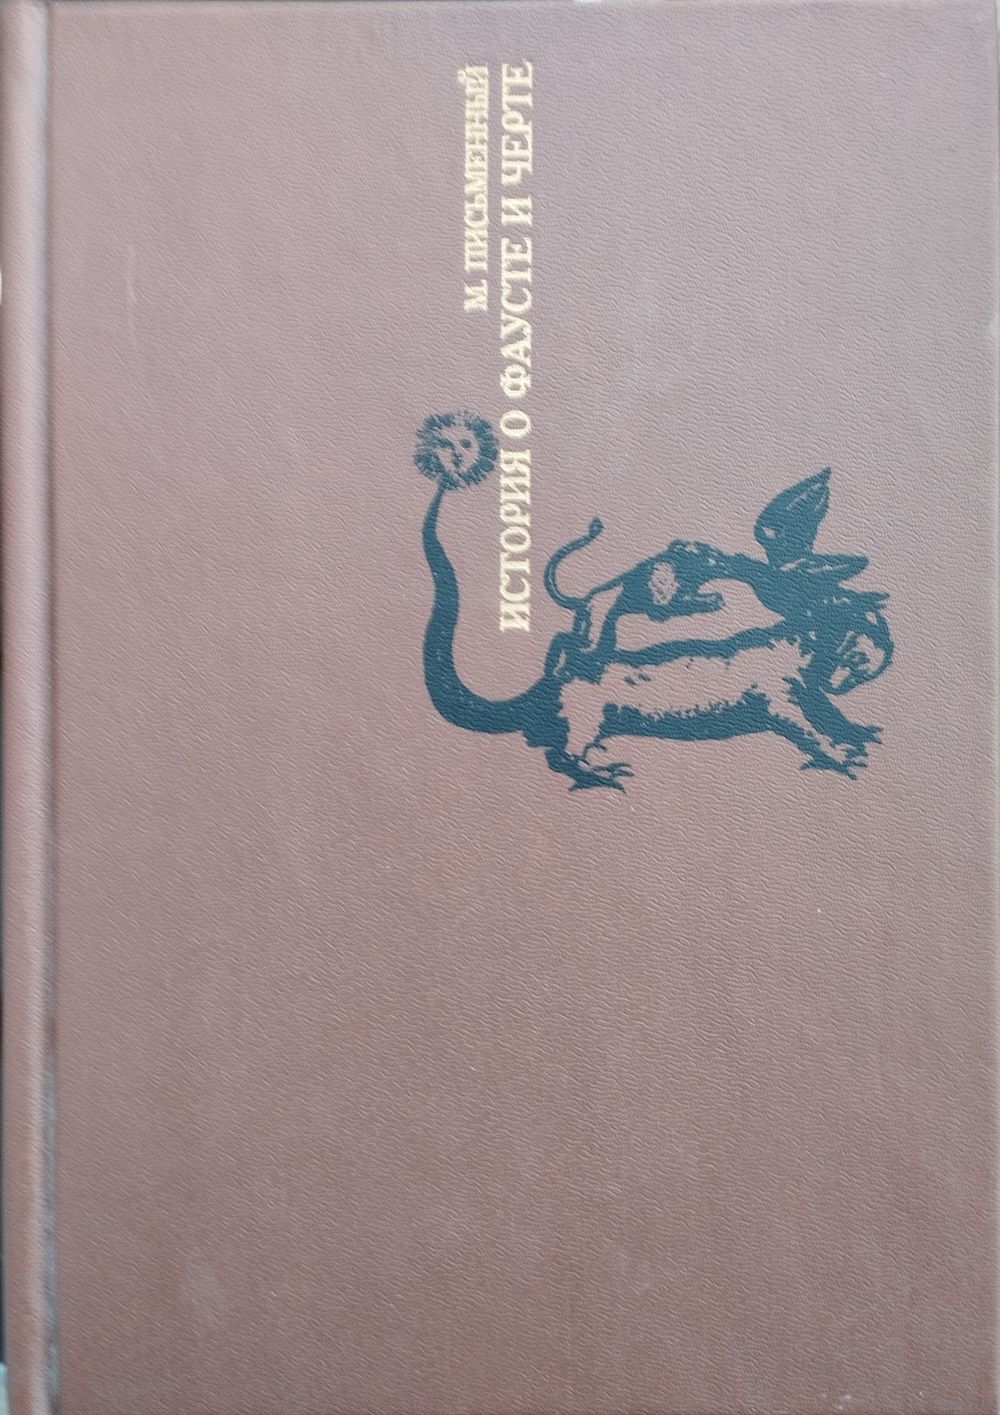 М. ПИСЬМЕННЫЙ
ИСТОРИЯ О ФАУСТЕ И ЧЕРТЕ